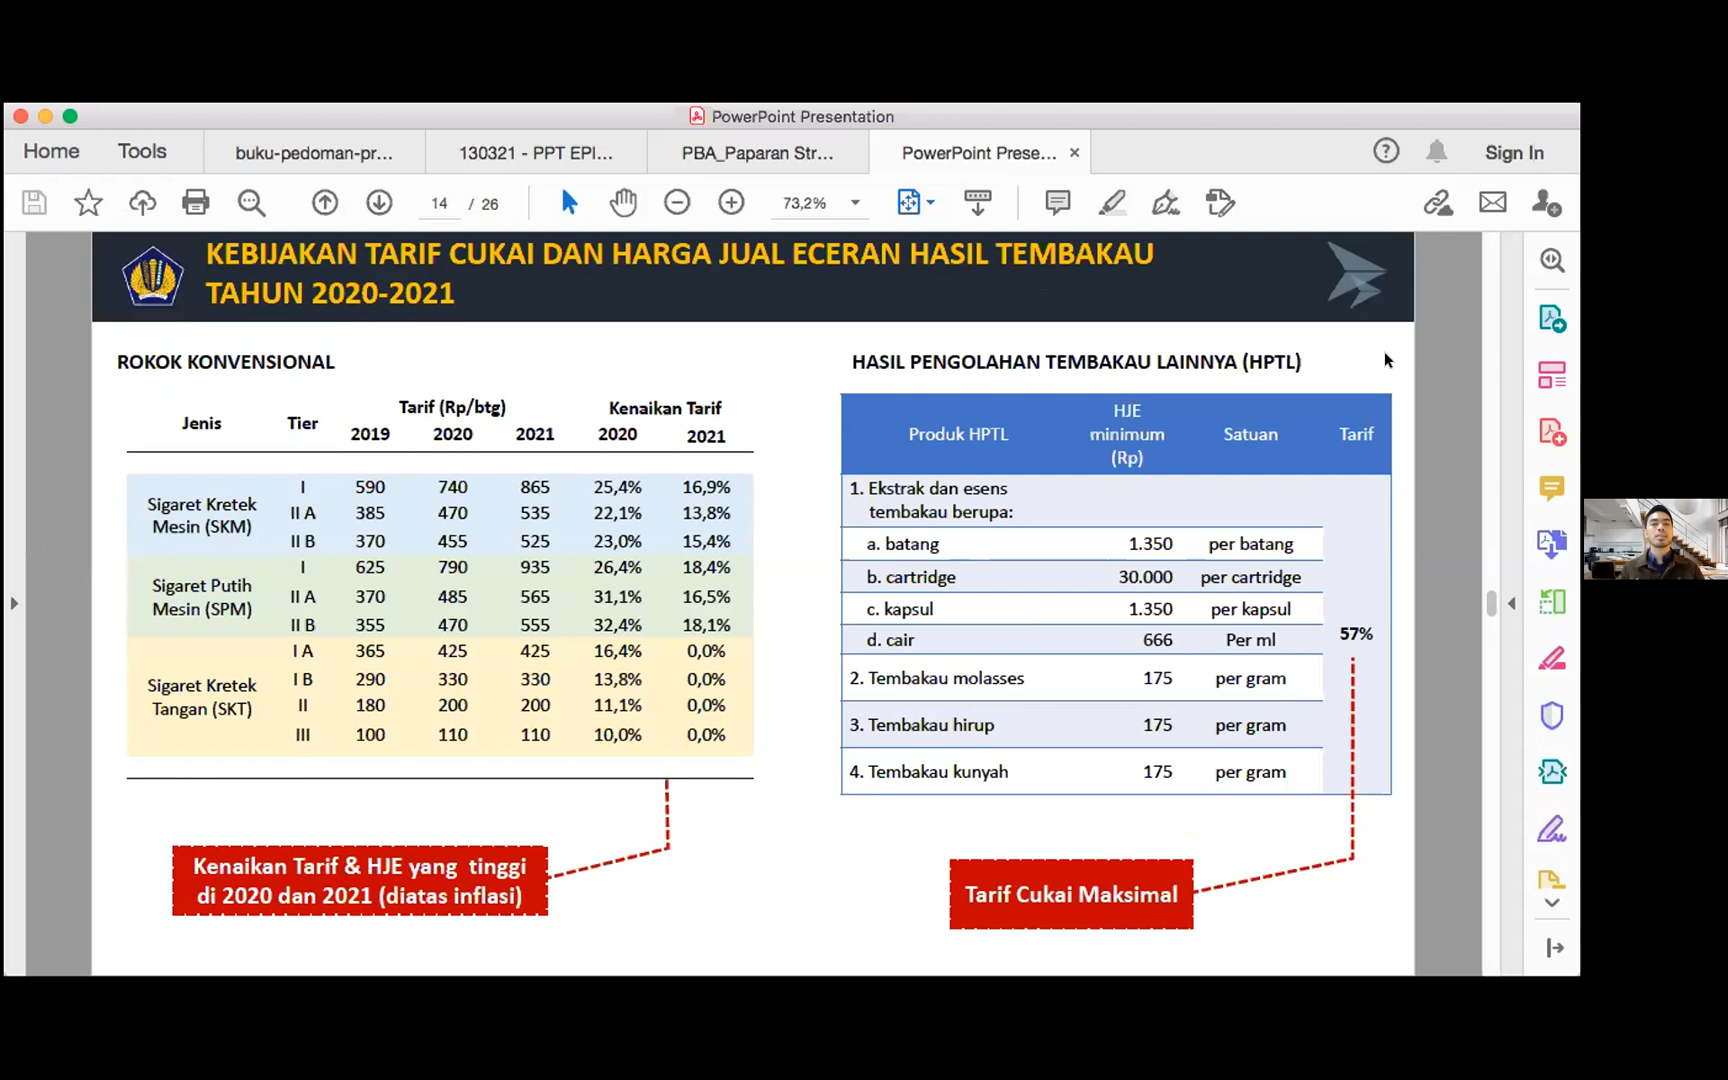 PowerPoint Presentation
Home Tools buku-pedoman-pr... 130321 - PPT EPI... PBA_Paparan Str... PowerPoint Prese... × Sign In
14 / 26 73,2%
KEBIJAKAN TARIF CUKAI DAN HARGA JUAL ECERAN HASIL TEMBAKAU
TAHUN 2020-2021
ROKOK KONVENSIONAL
Jenis Tier Tarif (Rp/btg) Kenaikan Tarif
2019 2020 2021 2020 2021
Sigaret Kretek
Mesin (SKM)
I 590 740 865 25,4% 16,9%
II A 385 470 535 22,1% 13,8%
II B 370 455 525 23,0% 15,4%
Sigaret Putih
Mesin (SPM)
I 625 790 935 26,4% 18,4%
II A 370 485 565 31,1% 16,5%
II B 355 470 555 32,4% 18,1%
Sigaret Kretek
Tangan (SKT)
I A 365 425 425 16,4% 0,0%
I B 290 330 330 13,8% 0,0%
II 180 200 200 11,1% 0,0%
III 100 110 110 10,0% 0,0%
Kenaikan Tarif & HJE yang tinggi
di 2020 dan 2021 (diatas inflasi)
HASIL PENGOLAHAN TEMBAKAU LAINNYA (HPTL)
Produk HPTL HJE minimum (Rp) Satuan Tarif
1. Ekstrak dan esens
tembakau berupa:
a. batang 1.350 per batang
b. cartridge 30.000 per cartridge
c. kapsul 1.350 per kapsul
d. cair 666 Per ml
57%
2. Tembakau molasses 175 per gram
3. Tembakau hirup 175 per gram
4. Tembakau kunyah 175 per gram
Tarif Cukai Maksimal